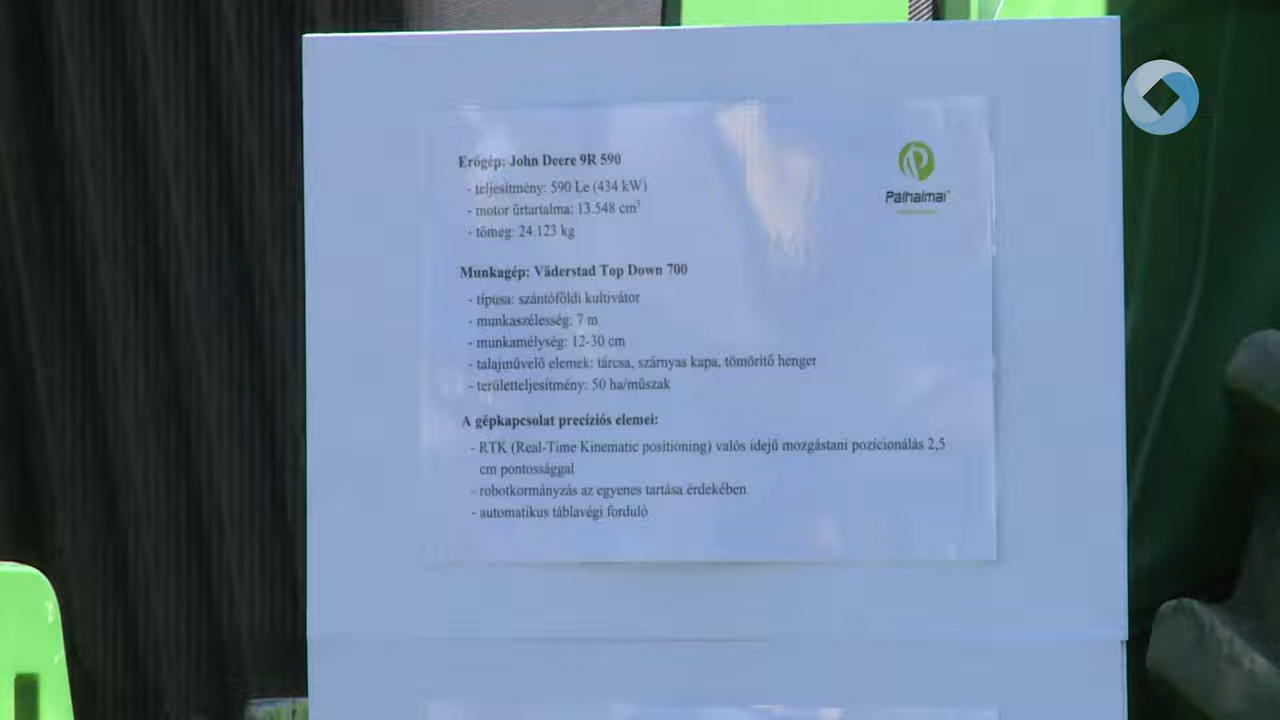 Erőgép: John Deere 9R 590
- teljesítmény: 590 Le (434 kW)
- motor űrtartalma: 13.548 cm³
- tömeg: 24.123 kg
Pálhalmai
Munkagép: Väderstad Top Down 700
- típusa: szántóföldi kultivátor
- munkaszélesség: 7 m
- munkamélység: 12-30 cm
- talajművelő elemek: tárcsa, szárnyas kapa, tömörítő henger
- területteljesítmény: 50 ha/műszak
A gépkapcsolat precíziós elemei:
- RTK (Real-Time Kinematic positioning) valós idejű mozgástani pozícionálás 2,5
cm pontossággal
- robotkormányzás az egyenes tartása érdekében
- automatikus táblavégi forduló